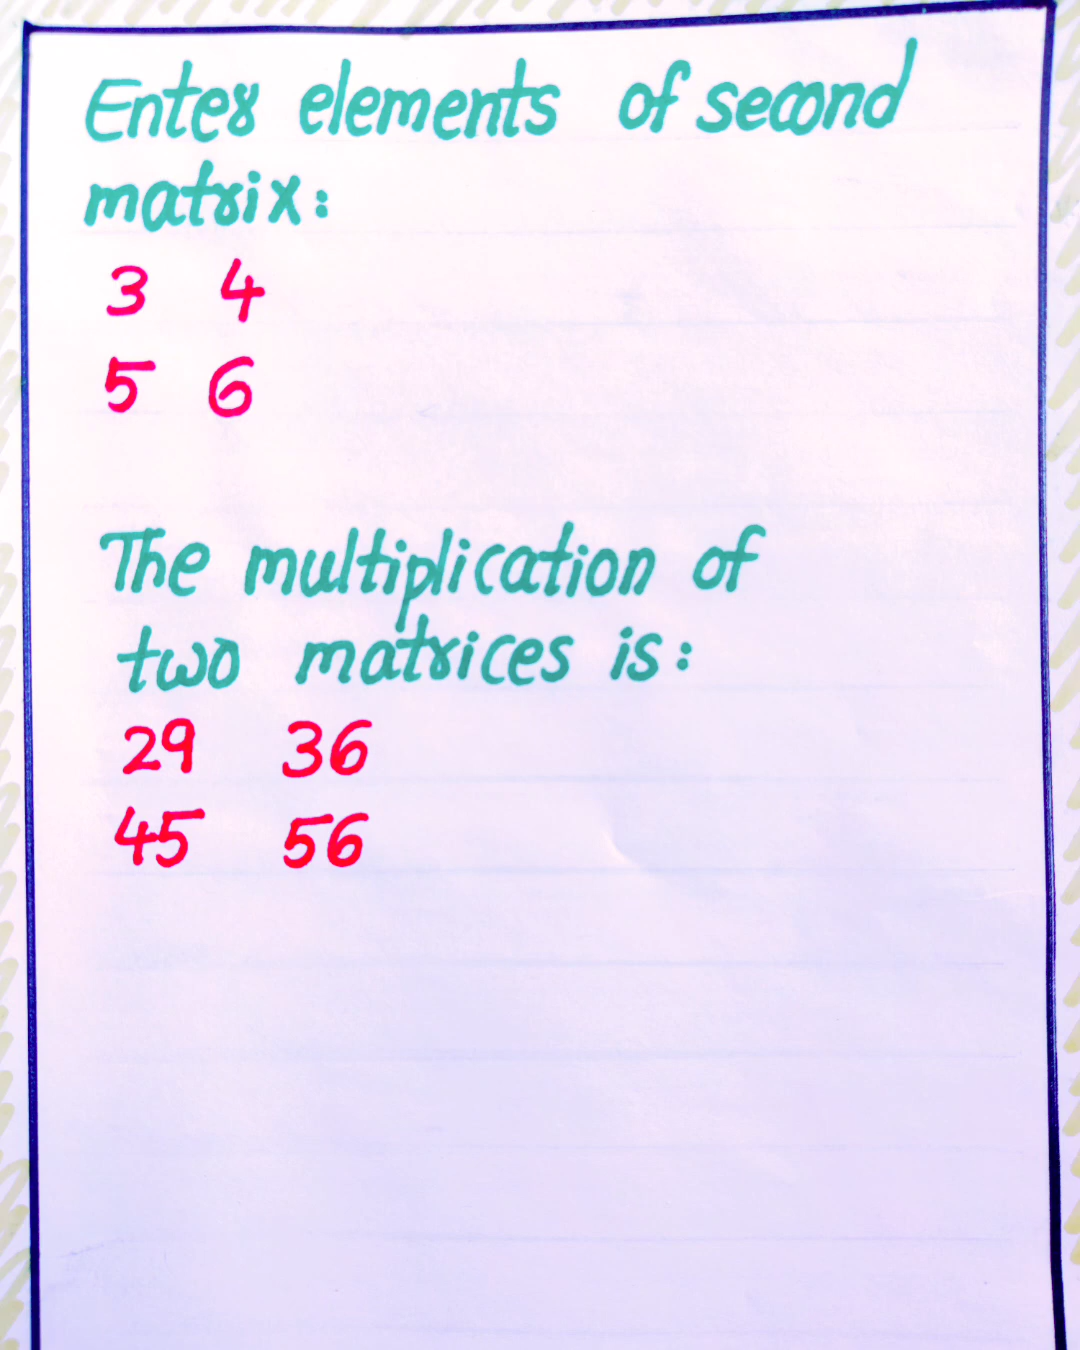 Enter elements of second
matrix:
3 4
5 6
The multiplication of
two matrices is:
29 36
45 56